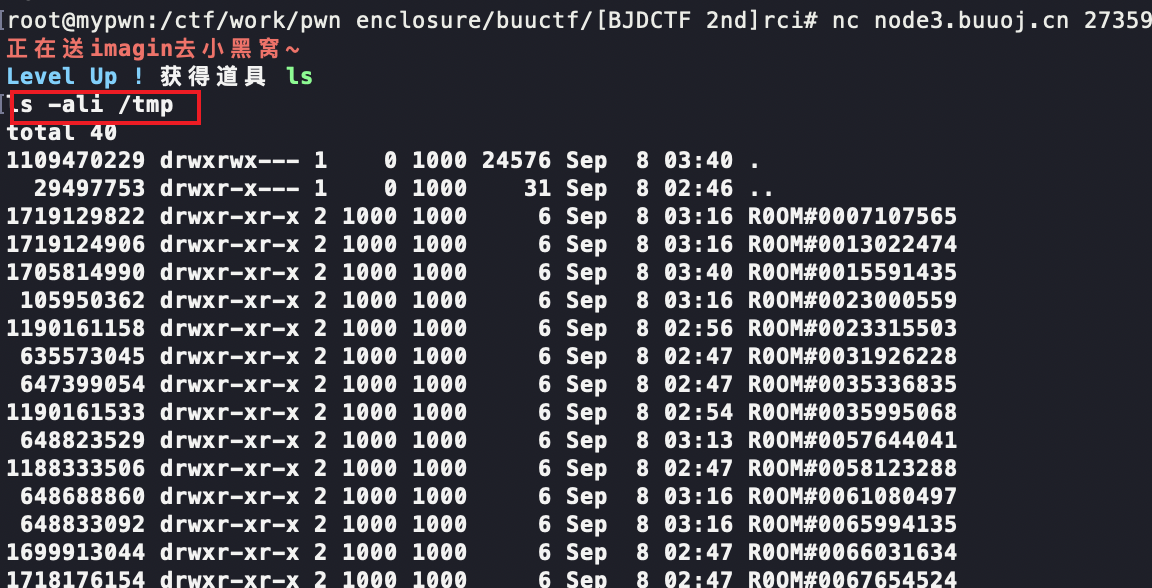 [root@mypwn:/ctf/work/pwn enclosure/buuctf/[BJDCTF 2nd]rci# nc node3.buuoj.cn 27359
正在送imagin去小黑窝~
Level Up ! 获得道具 ls
ls -ali /tmp
total 40
1109470229 drwxrwx--- 1    0 1000 24576 Sep  8 03:40 .
  29497753 drwxr-x--- 1    0 1000    31 Sep  8 02:46 ..
1719129822 drwxr-xr-x 2 1000 1000     6 Sep  8 03:16 R0OM#0007107565
1719124906 drwxr-xr-x 2 1000 1000     6 Sep  8 03:16 R0OM#0013022474
1705814990 drwxr-xr-x 2 1000 1000     6 Sep  8 03:40 R0OM#0015591435
 105950362 drwxr-xr-x 2 1000 1000     6 Sep  8 03:16 R0OM#0023000559
1190161158 drwxr-xr-x 2 1000 1000     6 Sep  8 02:56 R0OM#0023315503
 635573045 drwxr-xr-x 2 1000 1000     6 Sep  8 02:47 R0OM#0031926228
 647399054 drwxr-xr-x 2 1000 1000     6 Sep  8 02:47 R0OM#0035336835
1190161533 drwxr-xr-x 2 1000 1000     6 Sep  8 02:54 R0OM#0035995068
 648823529 drwxr-xr-x 2 1000 1000     6 Sep  8 03:13 R0OM#0057644041
1188333506 drwxr-xr-x 2 1000 1000     6 Sep  8 02:47 R0OM#0058123288
 648688860 drwxr-xr-x 2 1000 1000     6 Sep  8 03:16 R0OM#0061080497
 648833092 drwxr-xr-x 2 1000 1000     6 Sep  8 03:16 R0OM#0065994135
1699913044 drwxr-xr-x 2 1000 1000     6 Sep  8 02:47 R0OM#0066031634
1718176154 drwxr-xr-x 2 1000 1000     6 Sep  8 02:47 R0OM#0067654524